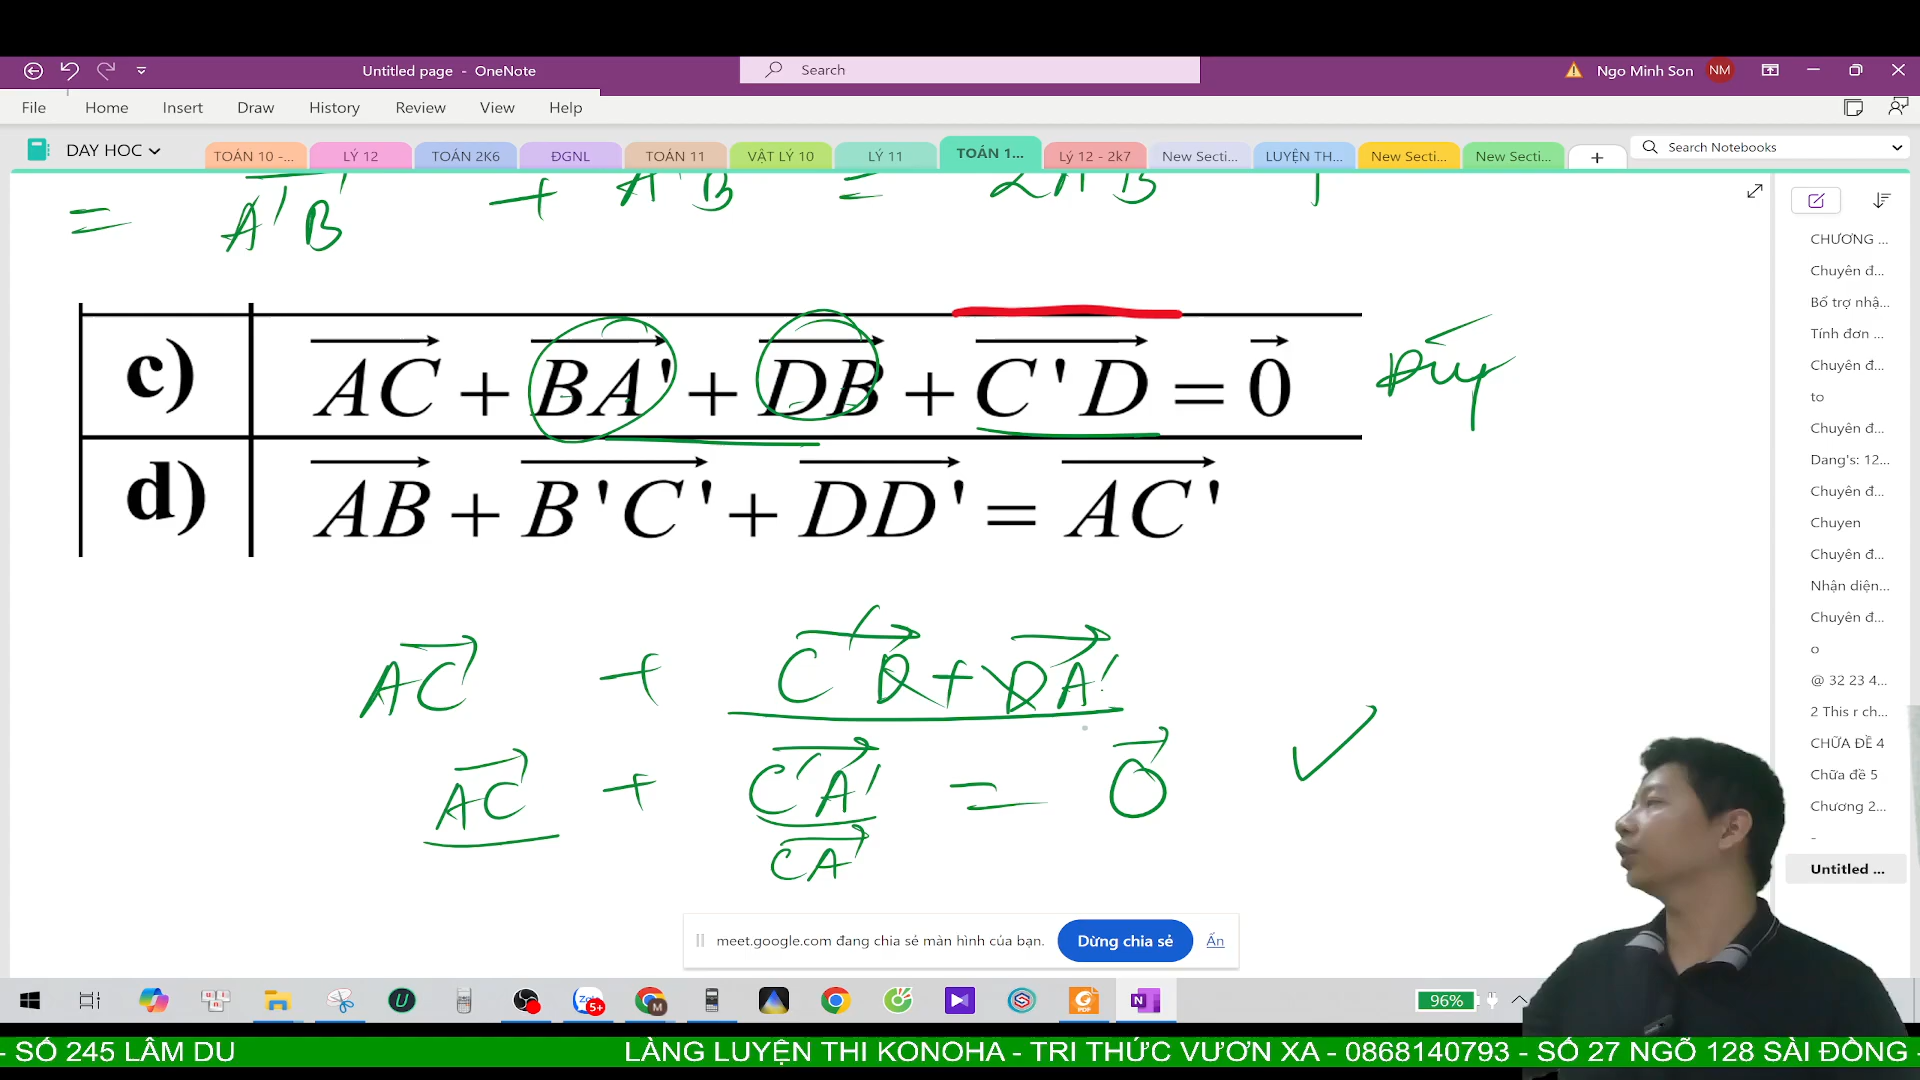 Untitled page - OneNote
Search
Ngo Minh Son NM
File Home Insert Draw History Review View Help
DAY HOC
TOÁN 10 -... LÝ 12 TOÁN 2K6 ĐGNL TOÁN 11 VẬT LÝ 10 LÝ 11 TOÁN 1... Lý 12 - 2k7 New Secti... LUYỆN TH... New Secti... New Secti... +
Search Notebooks
= A'B + A'B = 2A'B
c) AC + BA' + DB + C'D = 0
d) AB + B'C' + DD' = AC'
AC + C'D + DA'
AC + C'A' = 0
CA
CHƯƠNG ...
Chuyên đ...
Bổ trợ nhậ...
Tính đơn ...
Chuyên đ...
to
Chuyên đ...
Dang's: 12...
Chuyên đ...
Chuyen
Chuyên đ...
Nhận diện...
Chuyên đ...
o
@ 32 23 4...
2 This r ch...
CHỮA ĐỀ 4
Chữa đề 5
Chương 2...
-
Untitled ...
meet.google.com đang chia sẻ màn hình của bạn. Dừng chia sẻ Ẩn
96%
- SỐ 245 LÂM DU LÀNG LUYỆN THI KONOHA - TRI THỨC VƯƠN XA - 0868140793 - SỐ 27 NGÕ 128 SÀI ĐỒNG -